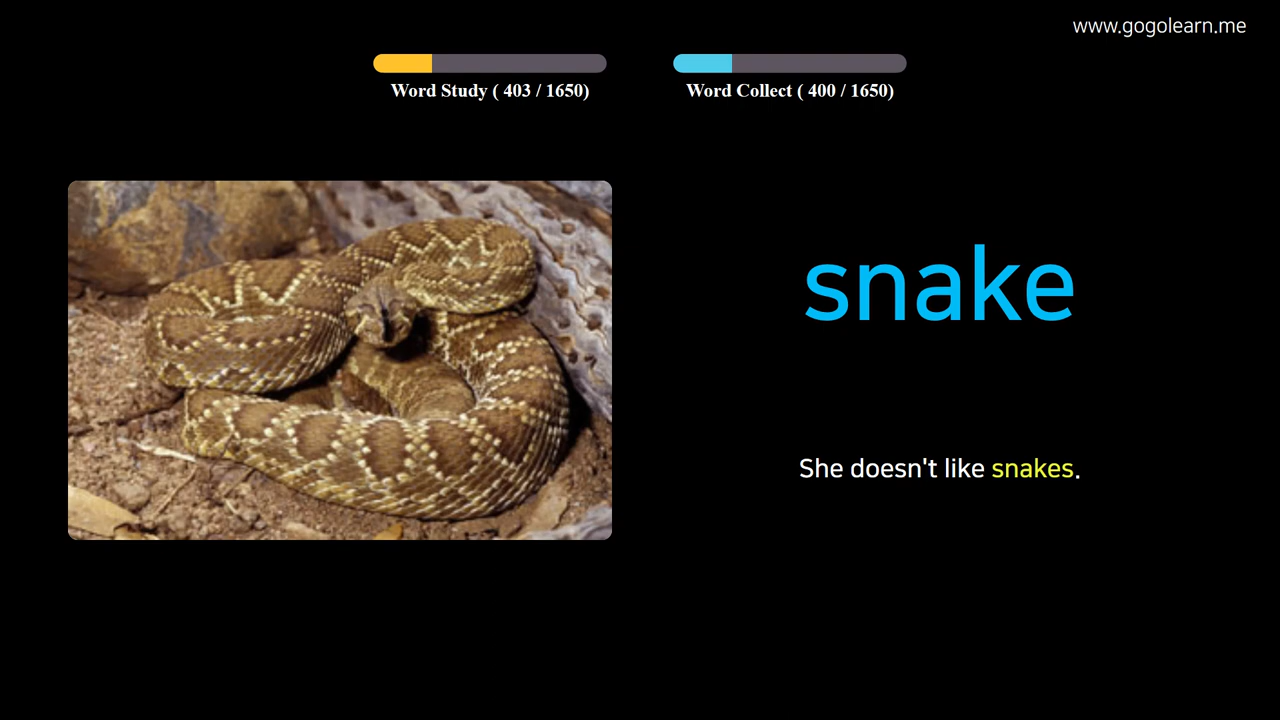 www.gogolearn.me
Word Study ( 403 / 1650)
Word Collect ( 400 / 1650)
snake
She doesn't like snakes.